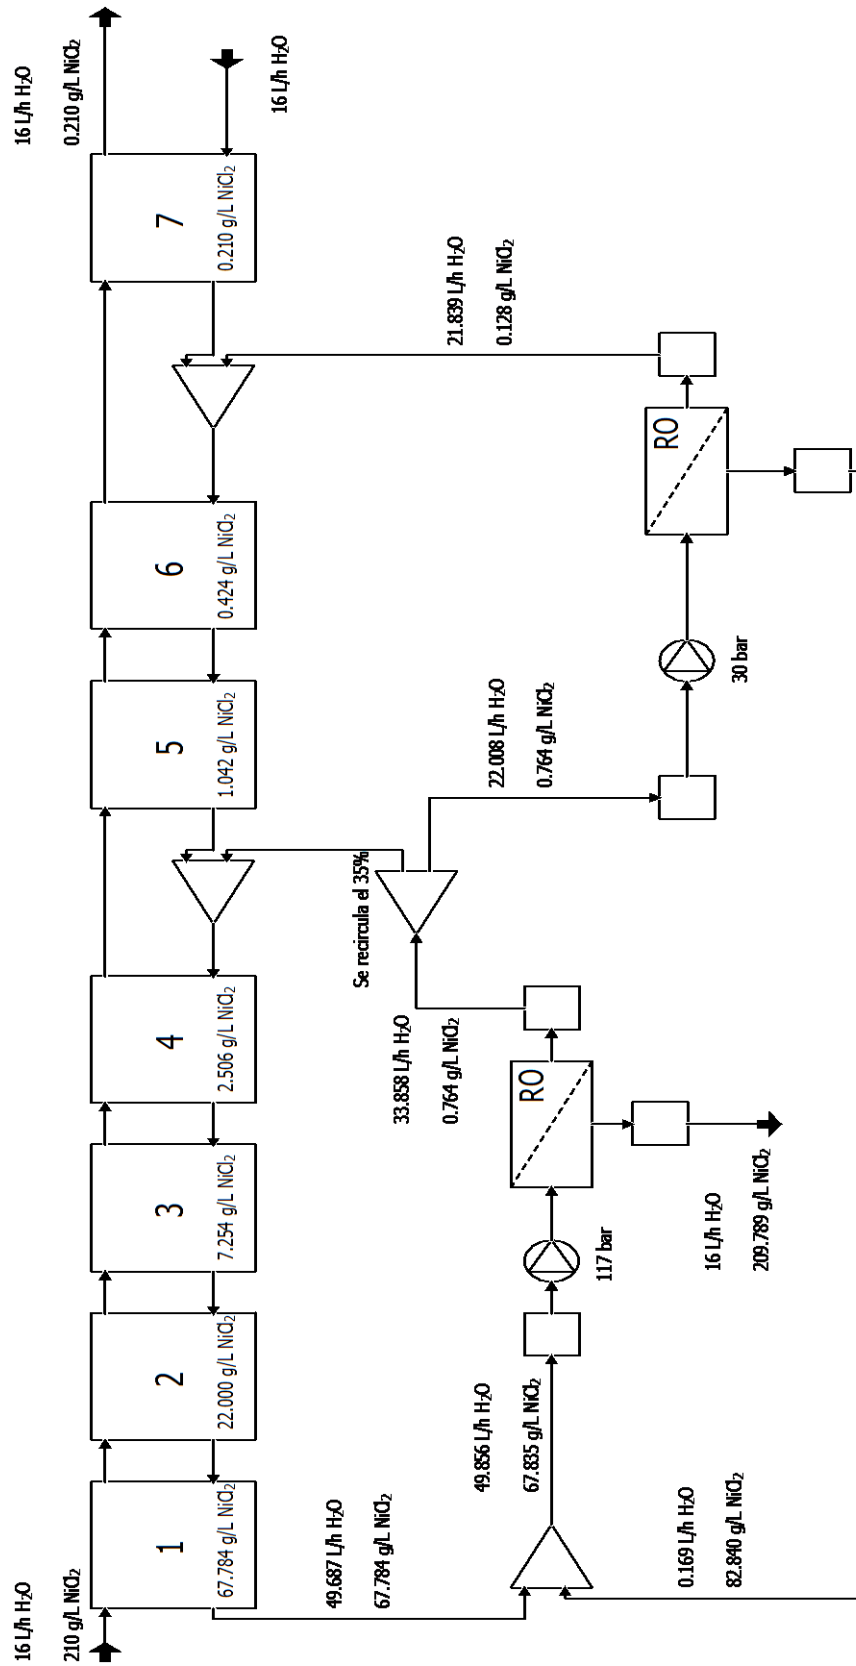 16 L/h H₂O
210 g/L NiCl₂
1
67.784 g/L NiCl₂
2
22.000 g/L NiCl₂
3
7.254 g/L NiCl₂
4
2.506 g/L NiCl₂
5
1.042 g/L NiCl₂
6
0.424 g/L NiCl₂
7
0.210 g/L NiCl₂
16 L/h H₂O
0.210 g/L NiCl₂
16 L/h H₂O
49.687 L/h H₂O
67.784 g/L NiCl₂
49.856 L/h H₂O
67.835 g/L NiCl₂
0.169 L/h H₂O
82.840 g/L NiCl₂
117 bar
RO
16 L/h H₂O
209.789 g/L NiCl₂
33.858 L/h H₂O
0.764 g/L NiCl₂
Se recircula el 35%
22.008 L/h H₂O
0.764 g/L NiCl₂
30 bar
RO
21.839 L/h H₂O
0.128 g/L NiCl₂